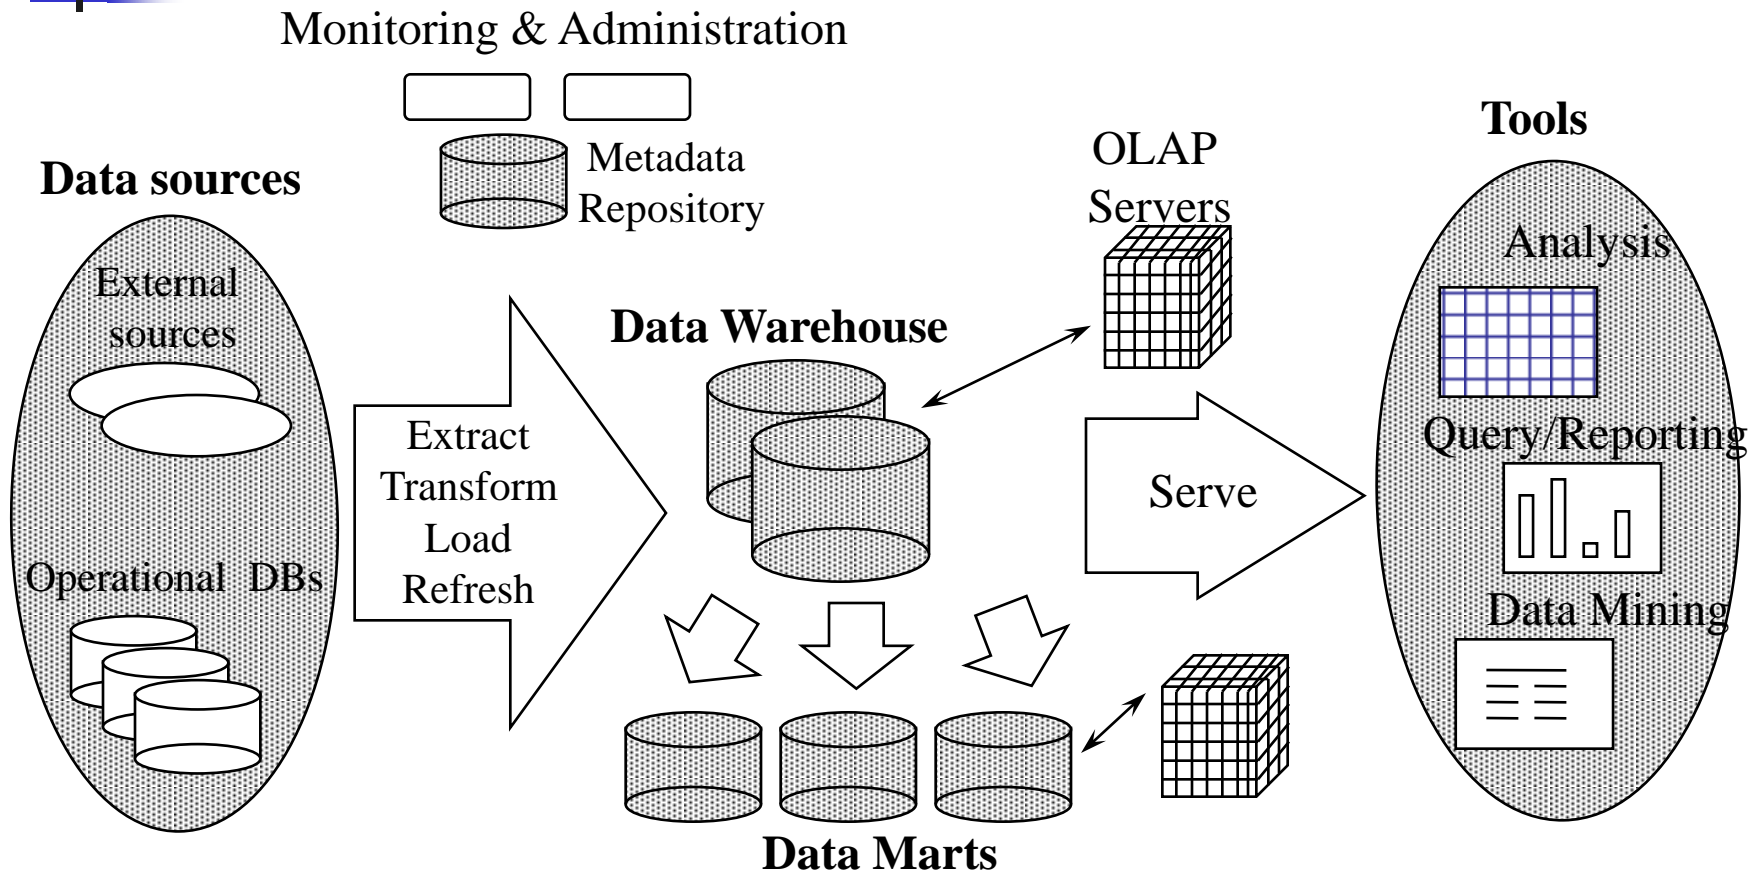 Monitoring & Administration
Metadata
Repository
Data sources
External
sources
Operational DBs
Extract
Transform
Load
Refresh
Data Warehouse
OLAP
Servers
Serve
Data Marts
Tools
Analysis
Query/Reporting
Data Mining